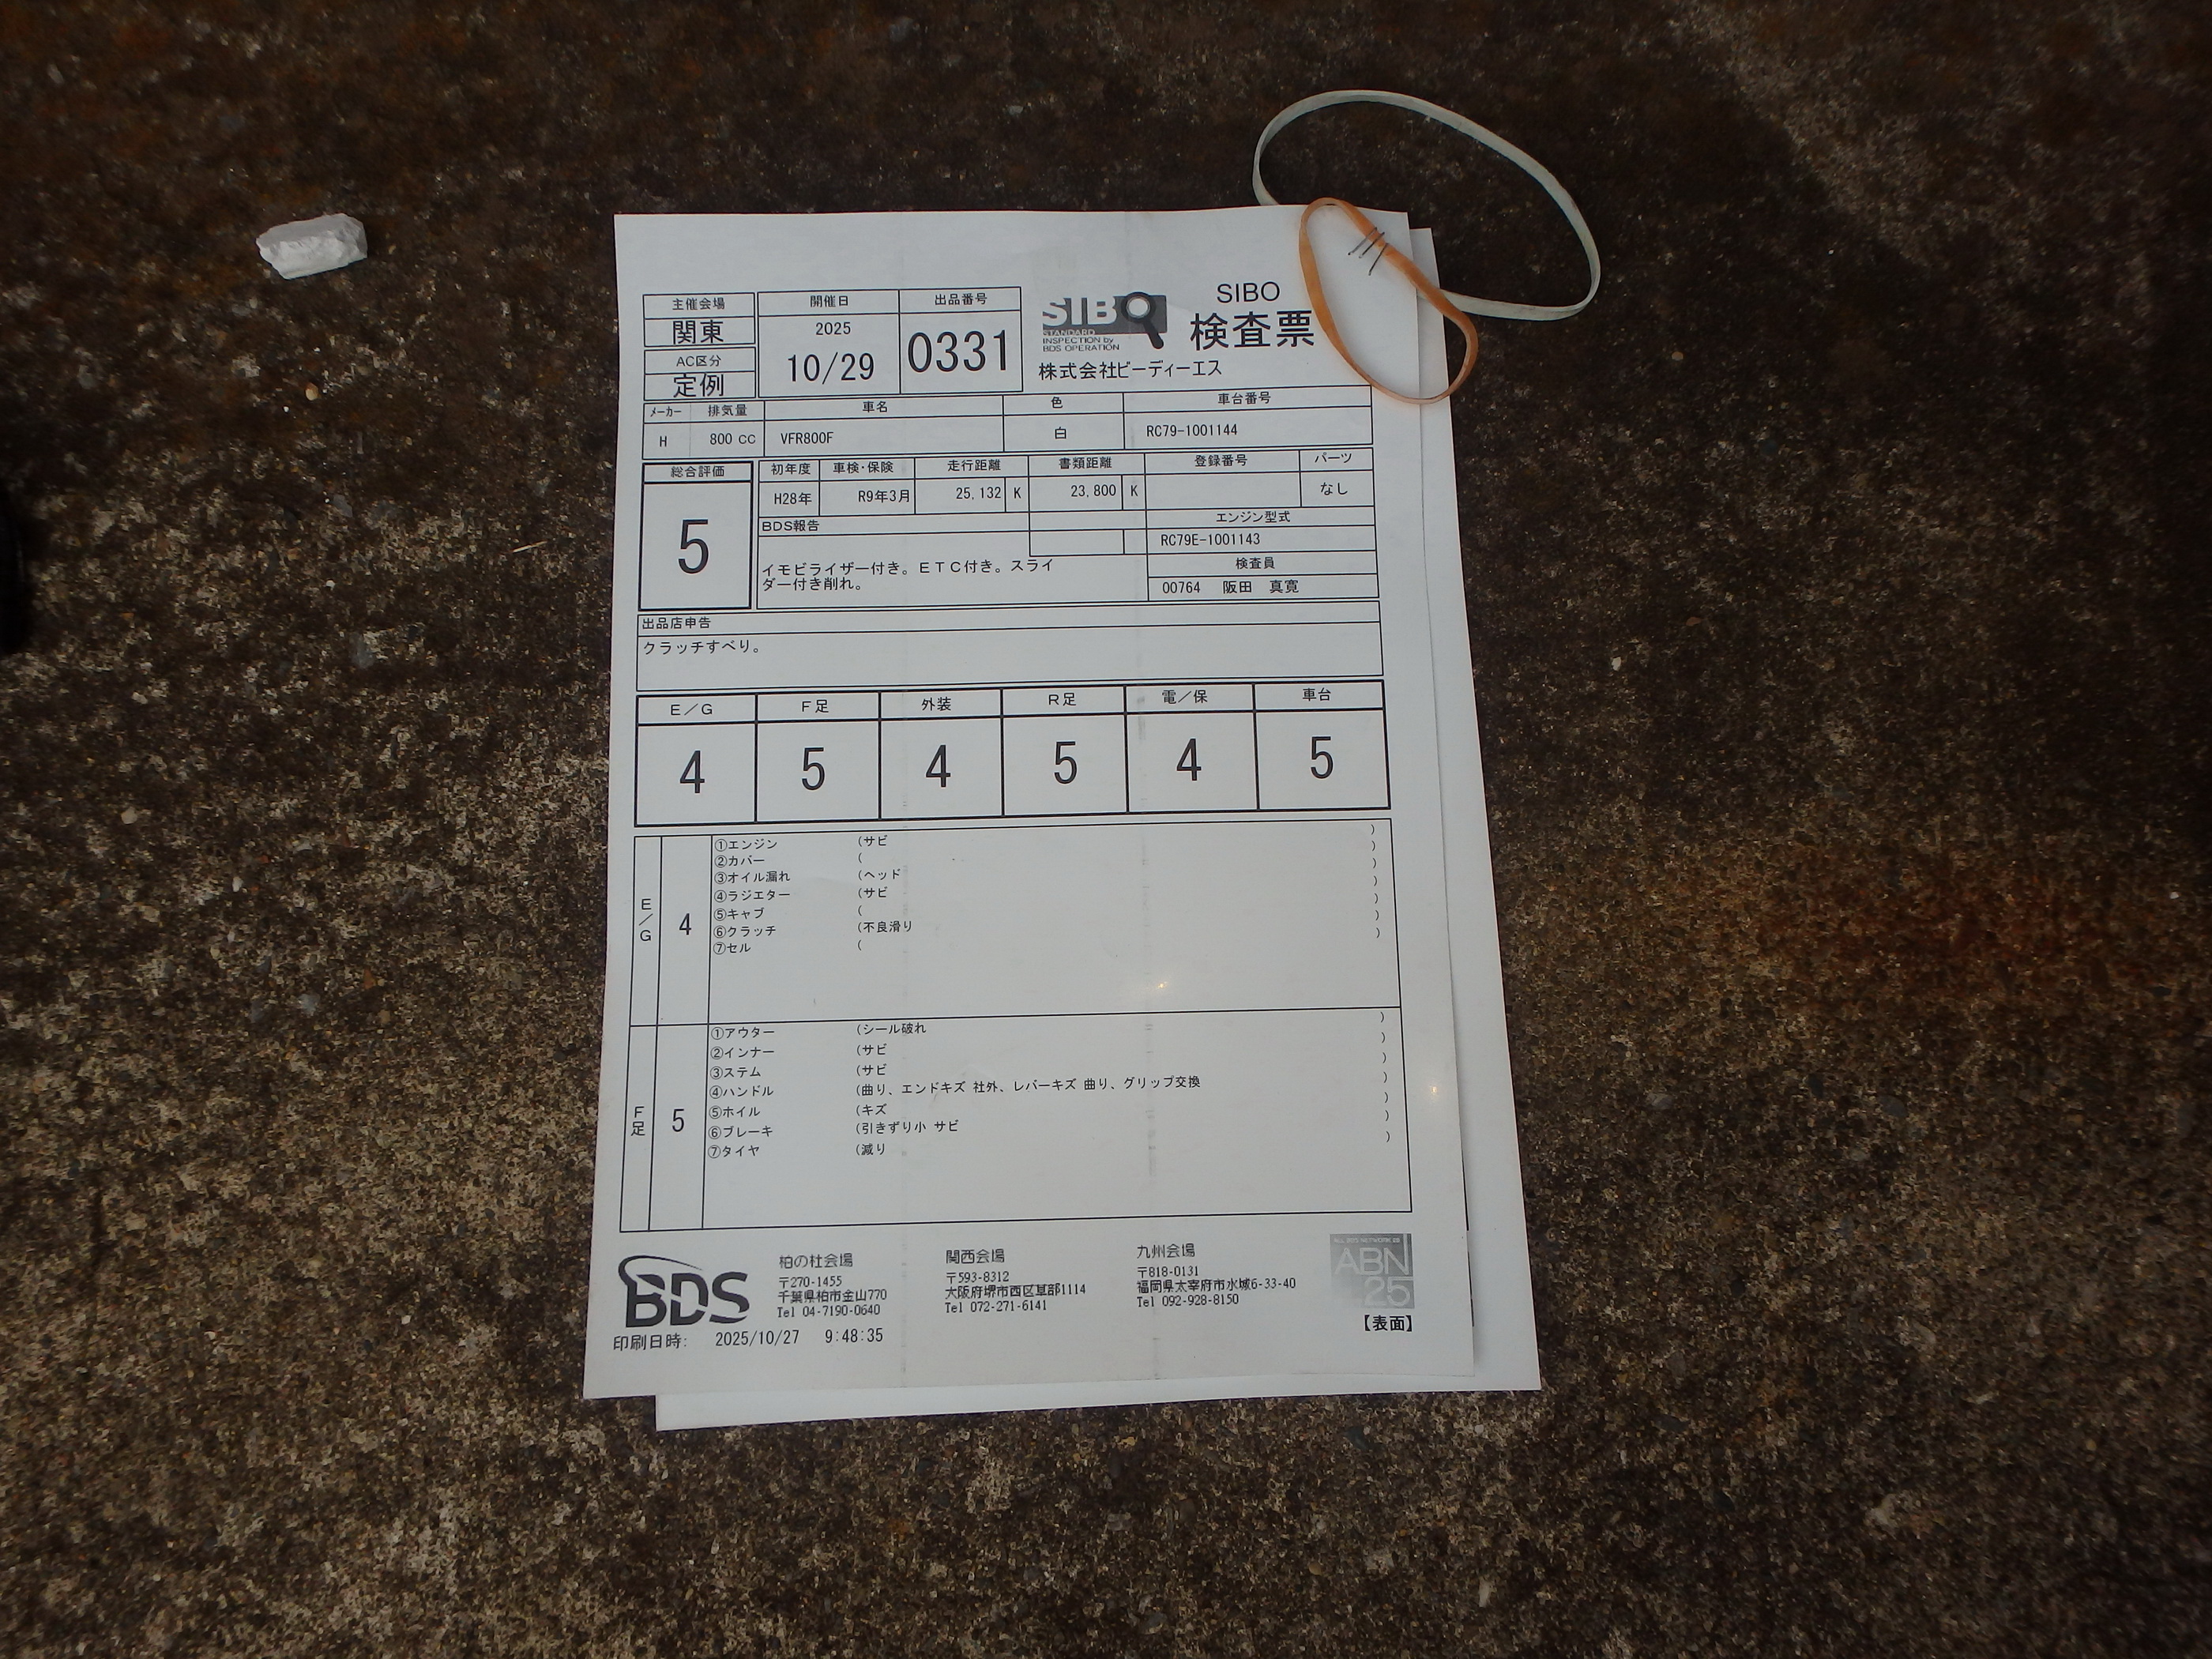 主催会場
関東
AC区分
定例
開催日
2025
10/29
出品番号
0331
SIBO
STANDARD
INSPECTION by
BDS OPERATION
SIBO
検査票
株式会社ビーディーエス
メーカー 排気量 車名 色 車台番号
H 800 CC VFR800F 白 RC79-1001144
総合評価
5
初年度 車検・保険 走行距離 書類距離 登録番号 パーツ
H28年 R9年3月 25,132 K 23,800 K なし
BDS報告
イモビライザー付き。ＥＴＣ付き。スライ
ダー付き削れ。
エンジン型式
RC79E-1001143
検査員
00764 阪田 真寛
出品店申告
クラッチすべり。
Ｅ／Ｇ Ｆ足 外装 Ｒ足 電／保 車台
4 5 4 5 4 5
Ｅ／Ｇ 4
①エンジン (サビ )
②カバー ( )
③オイル漏れ (ヘッド )
④ラジエター (サビ )
⑤キャブ ( )
⑥クラッチ (不良滑り )
⑦セル ( )
Ｆ足 5
①アウター (シール破れ )
②インナー (サビ )
③ステム (サビ )
④ハンドル (曲り、エンドキズ 社外、レバーキズ 曲り、グリップ交換 )
⑤ホイル (キズ )
⑥ブレーキ (引きずり小 サビ )
⑦タイヤ (減り )
BDS
柏の杜会場
〒270-1455
千葉県柏市金山770
Tel 04-7190-0640
関西会場
〒593-8312
大阪府堺市西区草部1114
Tel 072-271-6141
九州会場
〒818-0131
福岡県太宰府市水城6-33-40
Tel 092-928-8150
ABN
25
【表面】
印刷日時: 2025/10/27 9:48:35